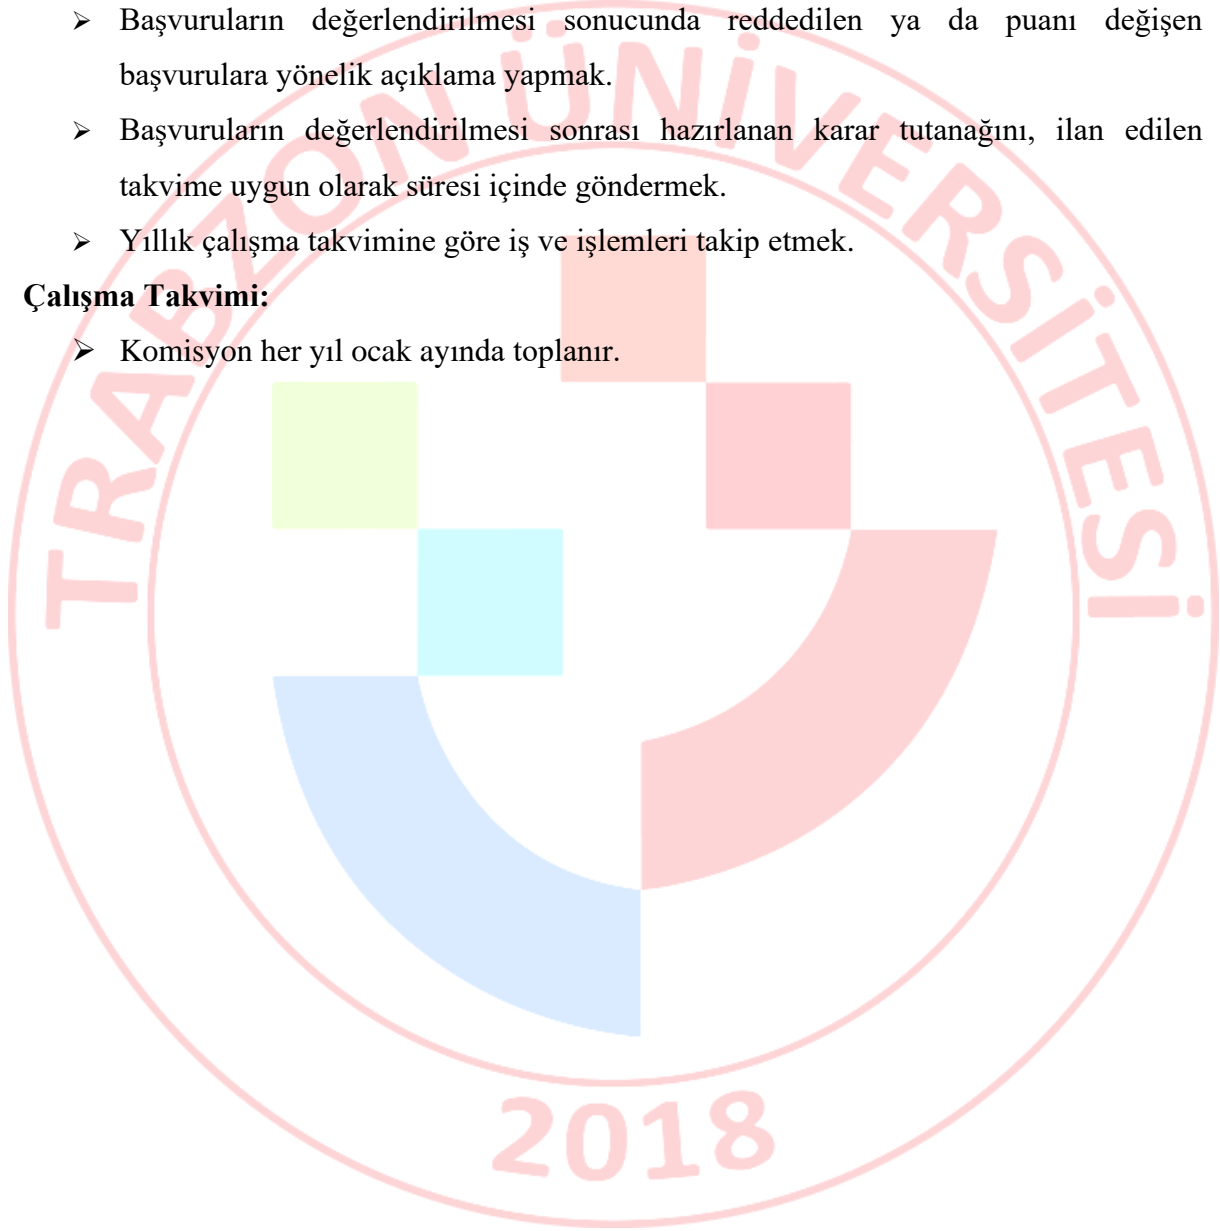 Başvuruların değerlendirilmesi sonucunda reddedilen ya da puanı değişen
başvurulara yönelik açıklama yapmak.
Başvuruların değerlendirilmesi sonrası hazırlanan karar tutanağını, ilan edilen
takvime uygun olarak süresi içinde göndermek.
Yıllık çalışma takvimine göre iş ve işlemleri takip etmek.
Çalışma Takvimi:
Komisyon her yıl ocak ayında toplanır.
TRABZON ÜNİVERSİTESİ
2018